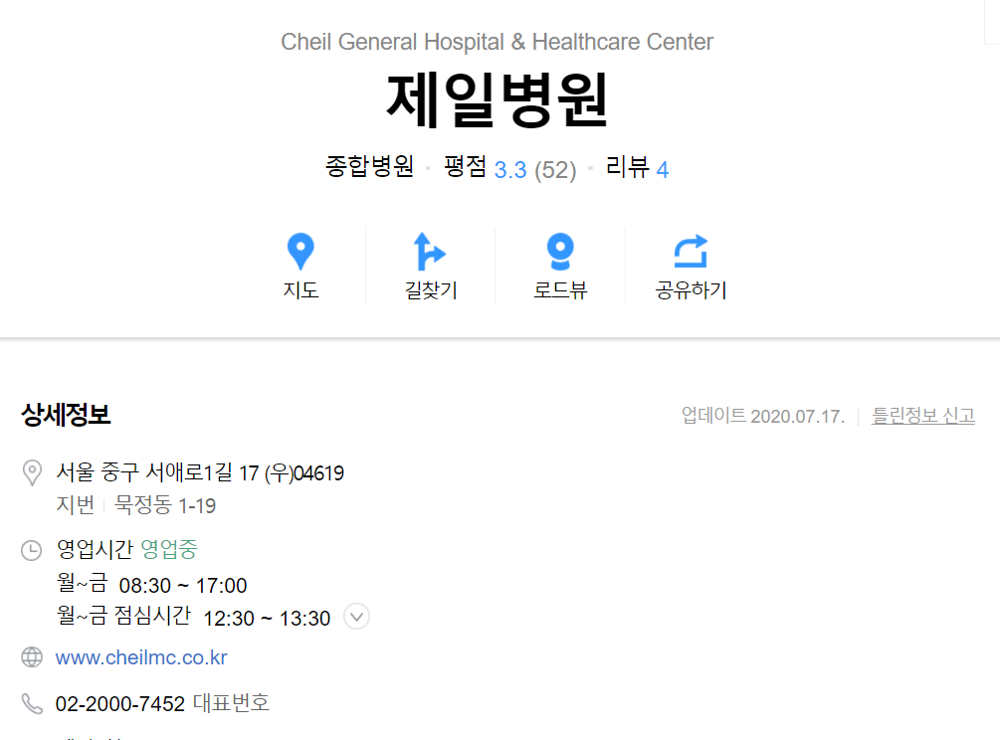 Cheil General Hospital & Healthcare Center
제일병원
종합병원 · 평점 3.3 (52) · 리뷰 4
지도 길찾기 로드뷰 공유하기
상세정보 업데이트 2020.07.17. 틀린정보 신고
서울 중구 서애로1길 17 (우)04619
지번 묵정동 1-19
영업시간 영업중
월~금 08:30 ~ 17:00
월~금 점심시간 12:30 ~ 13:30
www.cheilmc.co.kr
02-2000-7452 대표번호